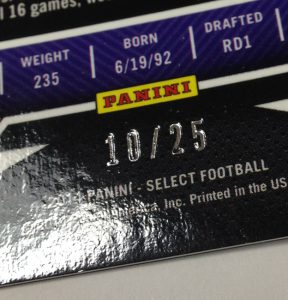 l 16 games,
WEIGHT BORN DRAFTED
235 6/19/92 RD1
PANINI
10/25
PANINI - SELECT FOOTBALL
America, Inc. Printed in the US